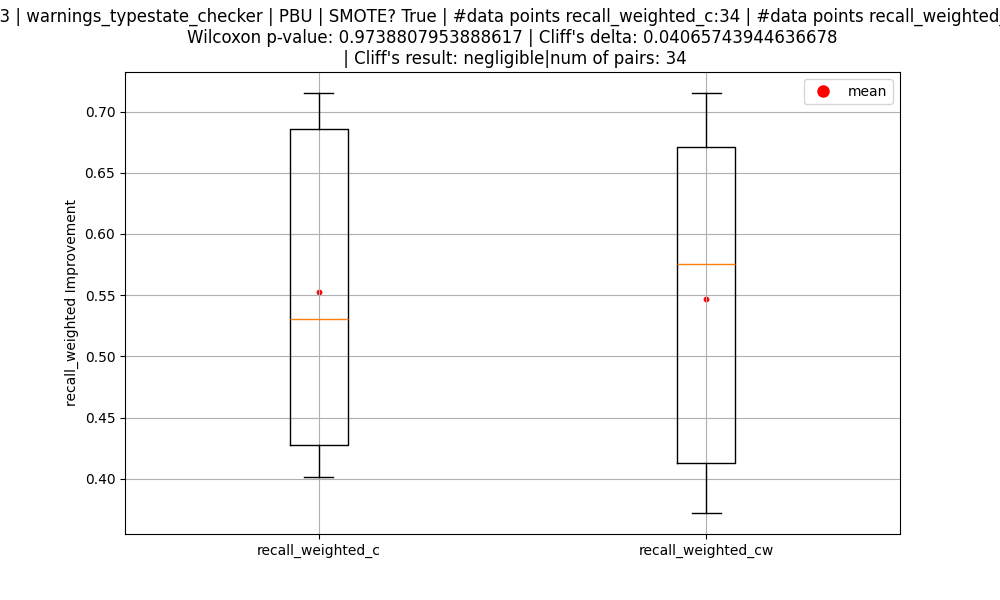 3 | warnings_typestate_checker | PBU | SMOTE? True | #data points recall_weighted_c:34 | #data points recall_weighted_
Wilcoxon p-value: 0.9738807953888617 | Cliff's delta: 0.04065743944636678
| Cliff's result: negligible|num of pairs: 34
mean
0.70
0.65
0.60
0.55
0.50
0.45
0.40
recall_weighted Improvement
recall_weighted_c
recall_weighted_cw